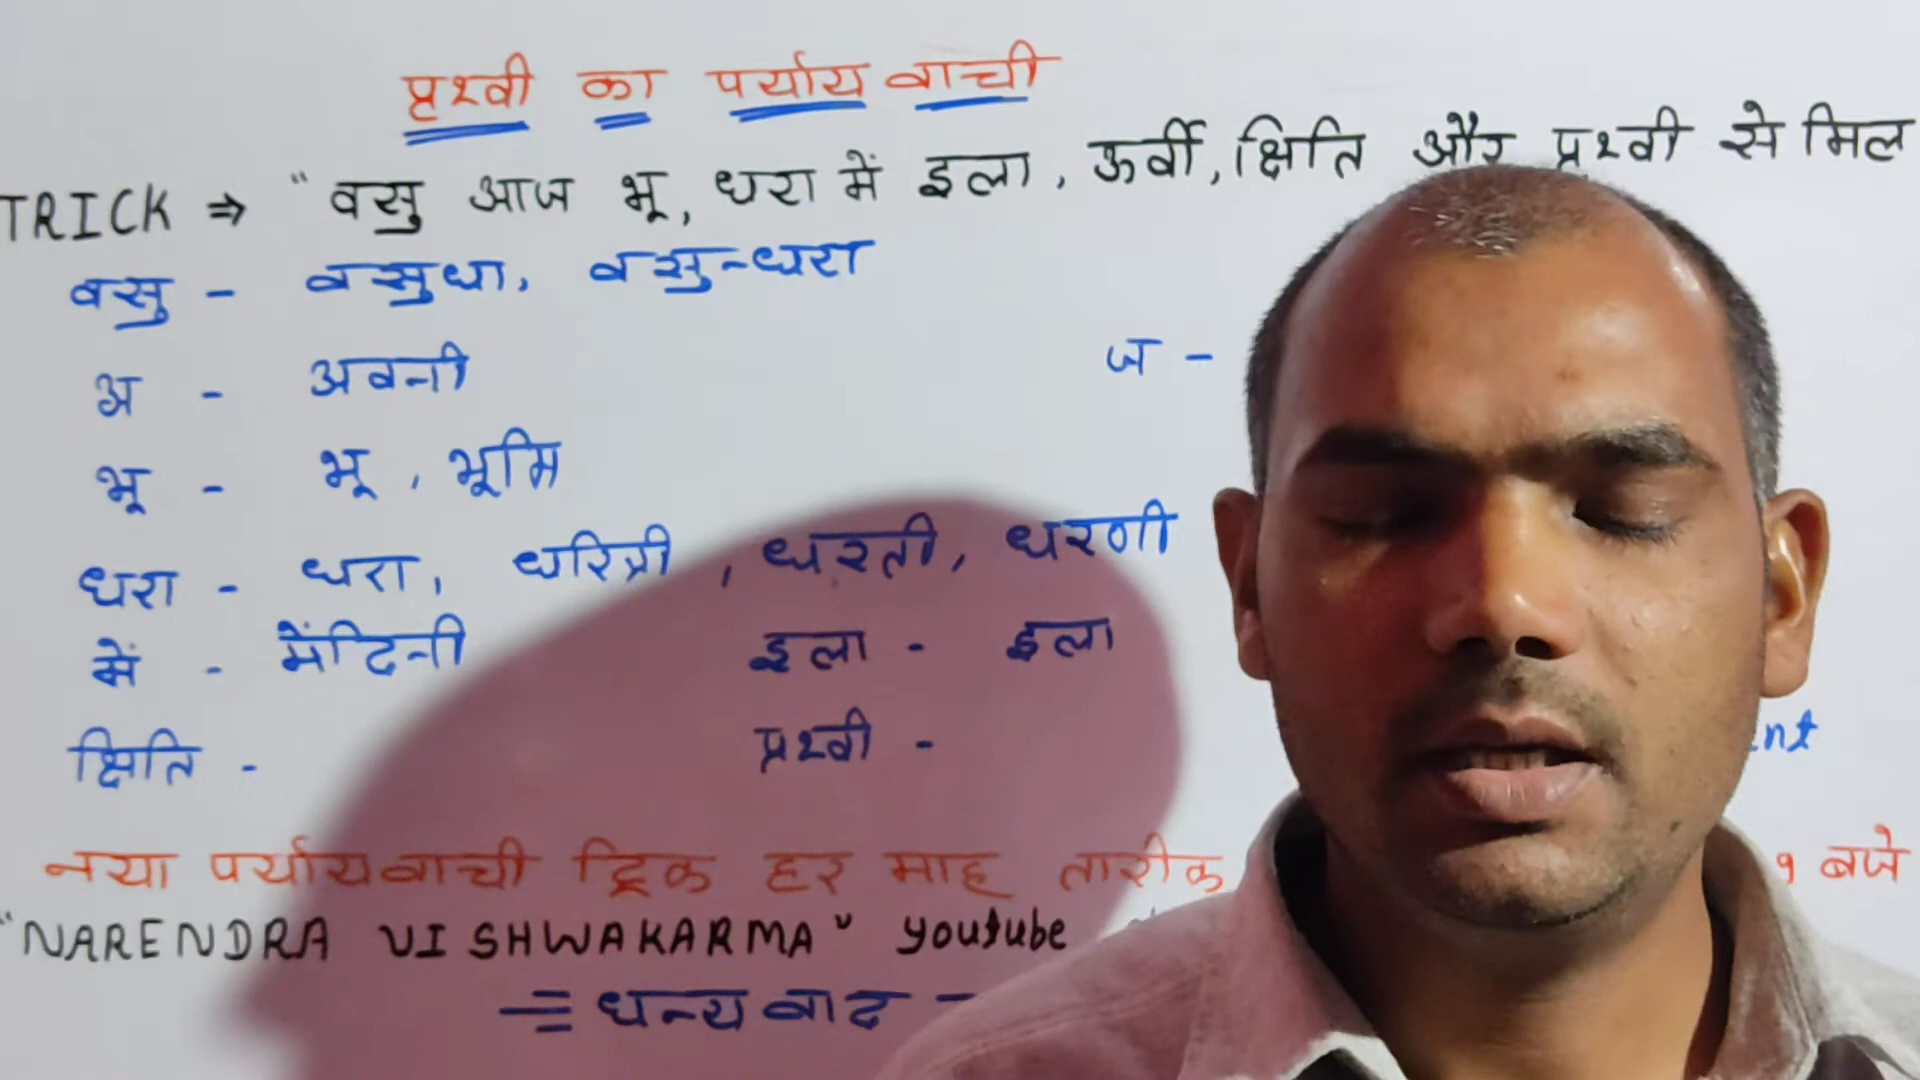 प्रथ्वी का पर्यायवाची
TRICK ⇒ "वसु आज भू, धरा में इला, ऊर्वी, क्षिति और प्रथ्वी से मिल
वसु - वसुधा, वसुन्धरा
अ - अवनी ज -
भू - भू, भूमि
धरा - धरा, धरित्री, धरती, धरणी
में - मेंदिनी इला - इला
क्षिति - प्रथ्वी -
नया पर्यायवाची ट्रिक हर माह तारीक १ बजे
"NARENDRA VISHWAKARMA" youtube
= धन्यवाद -